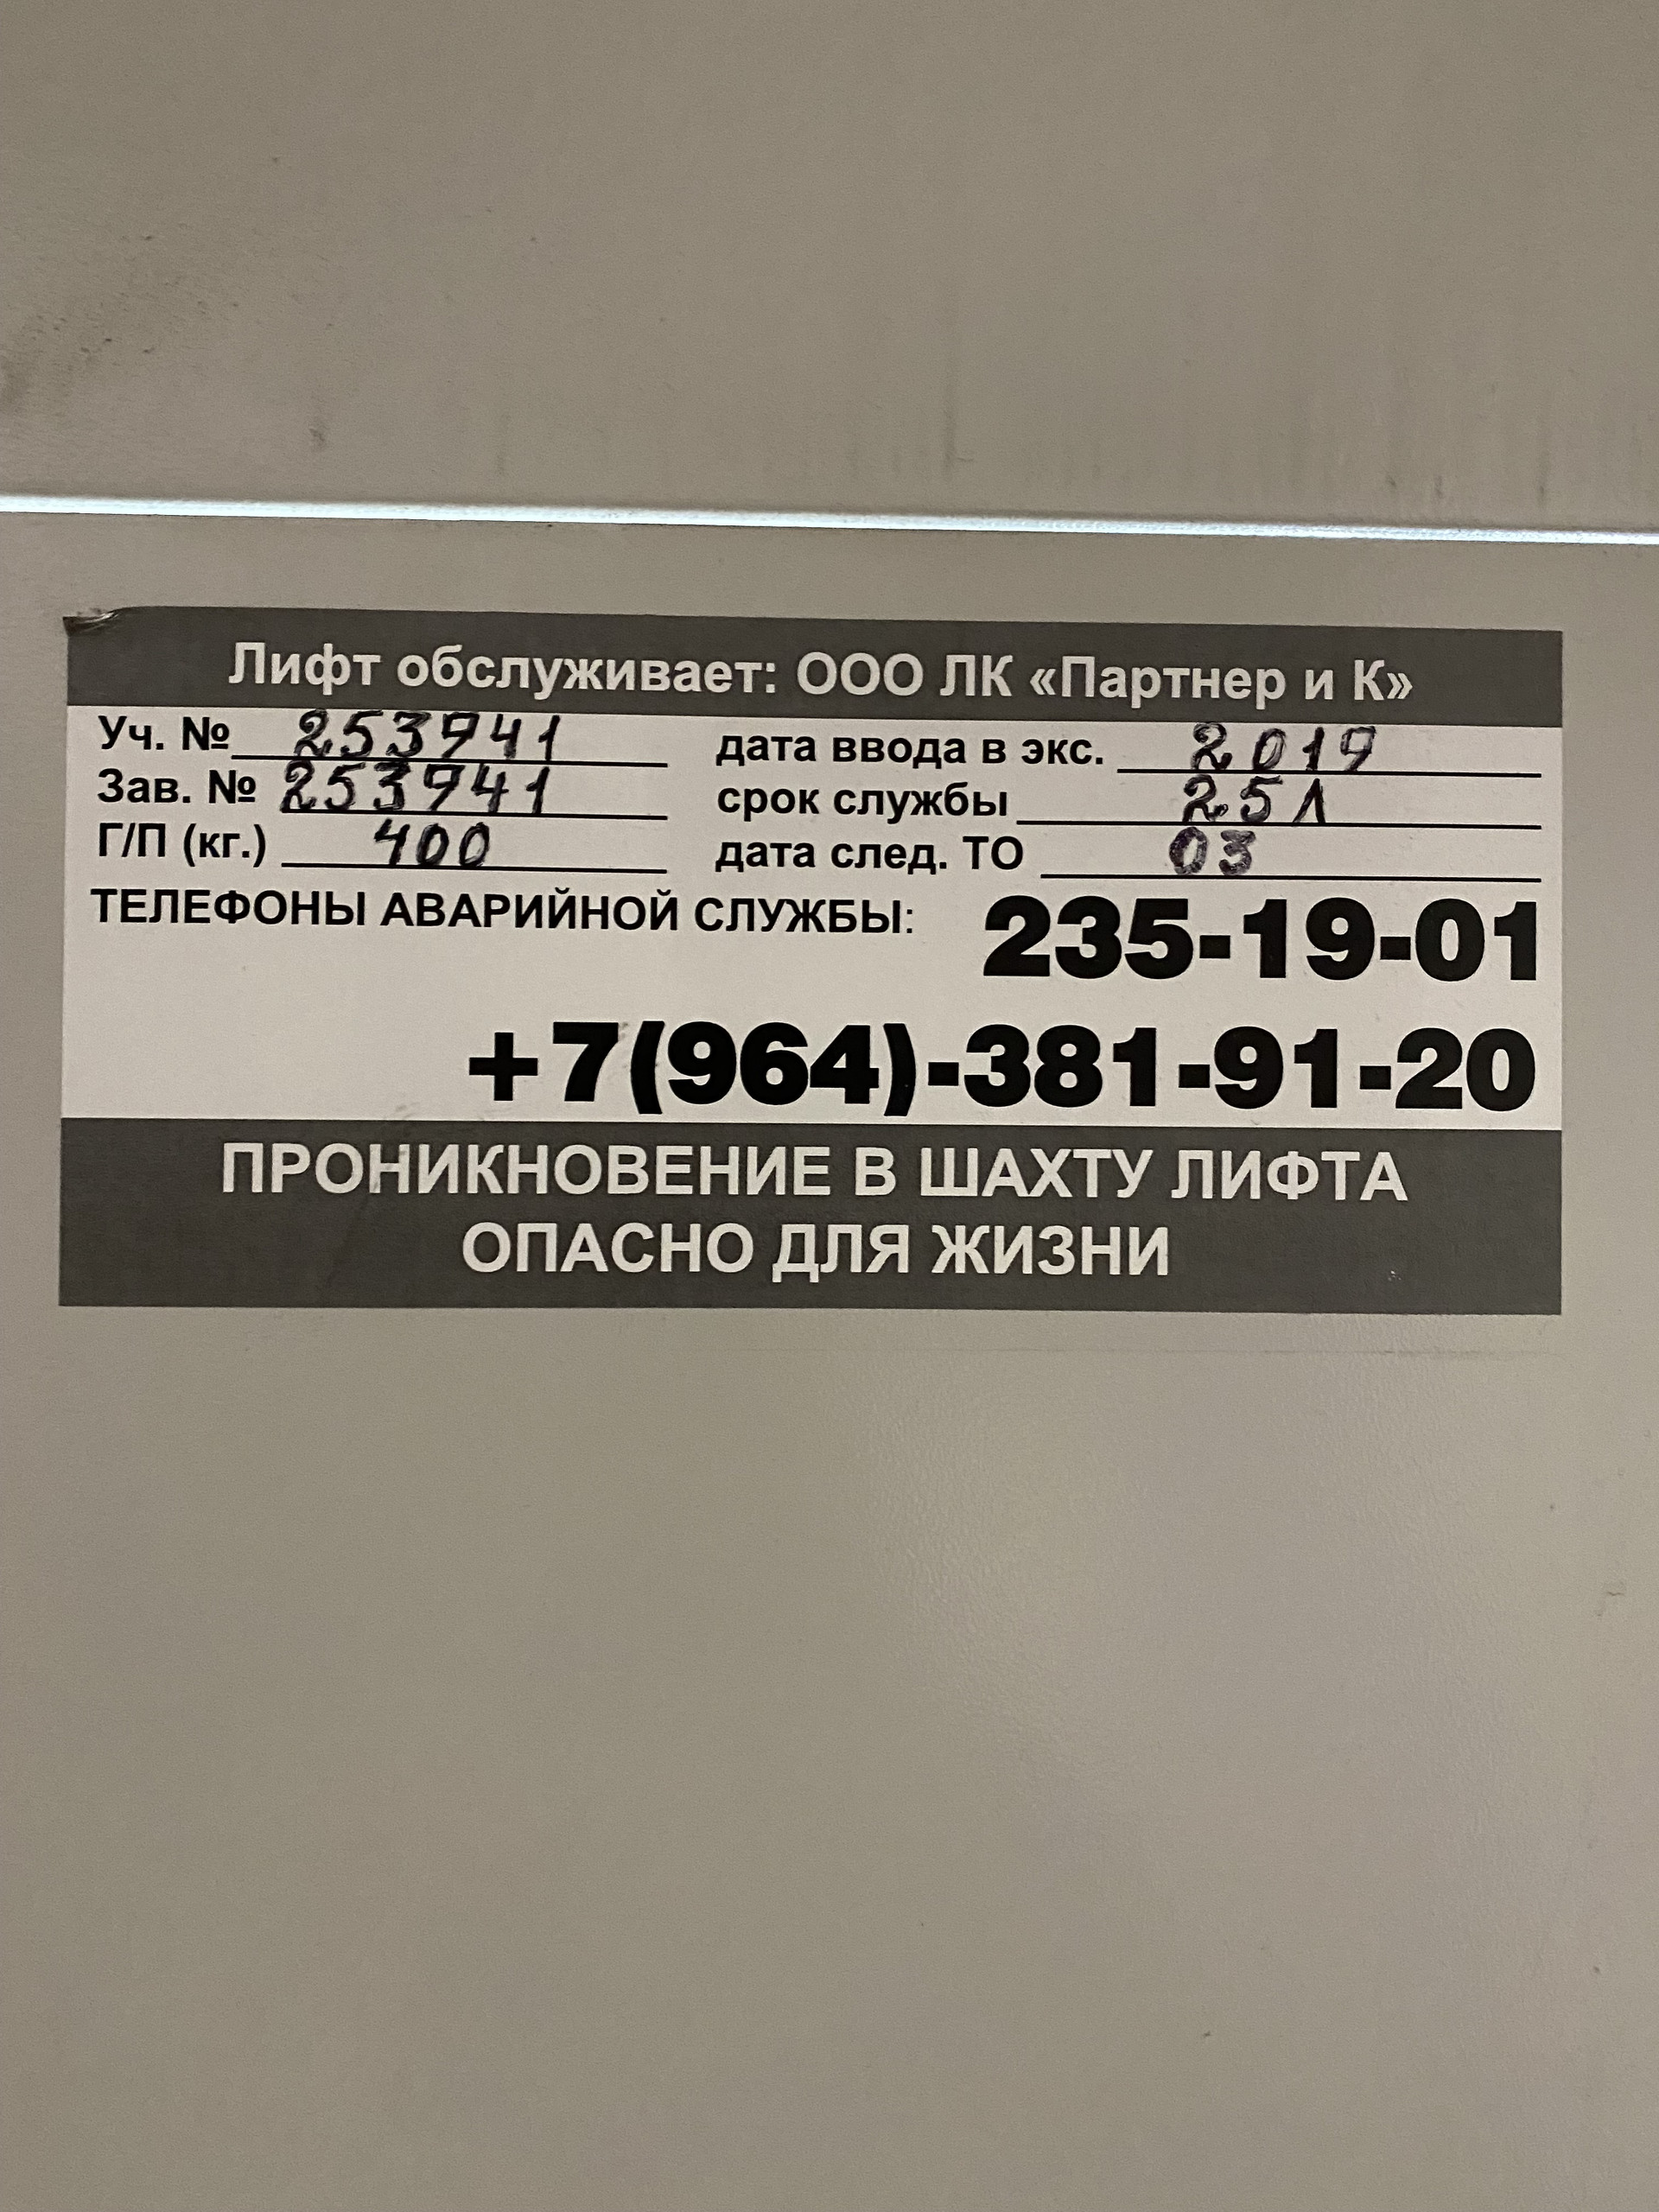 Лифт обслуживает: ООО ЛК «Партнер и К»
Уч. № 253941 дата ввода в экс. 2019
Зав. № 253941 срок службы 25 л
Г/П (кг.) 400 дата след. ТО 03
ТЕЛЕФОНЫ АВАРИЙНОЙ СЛУЖБЫ: 235-19-01
+7(964)-381-91-20
ПРОНИКНОВЕНИЕ В ШАХТУ ЛИФТА
ОПАСНО ДЛЯ ЖИЗНИ